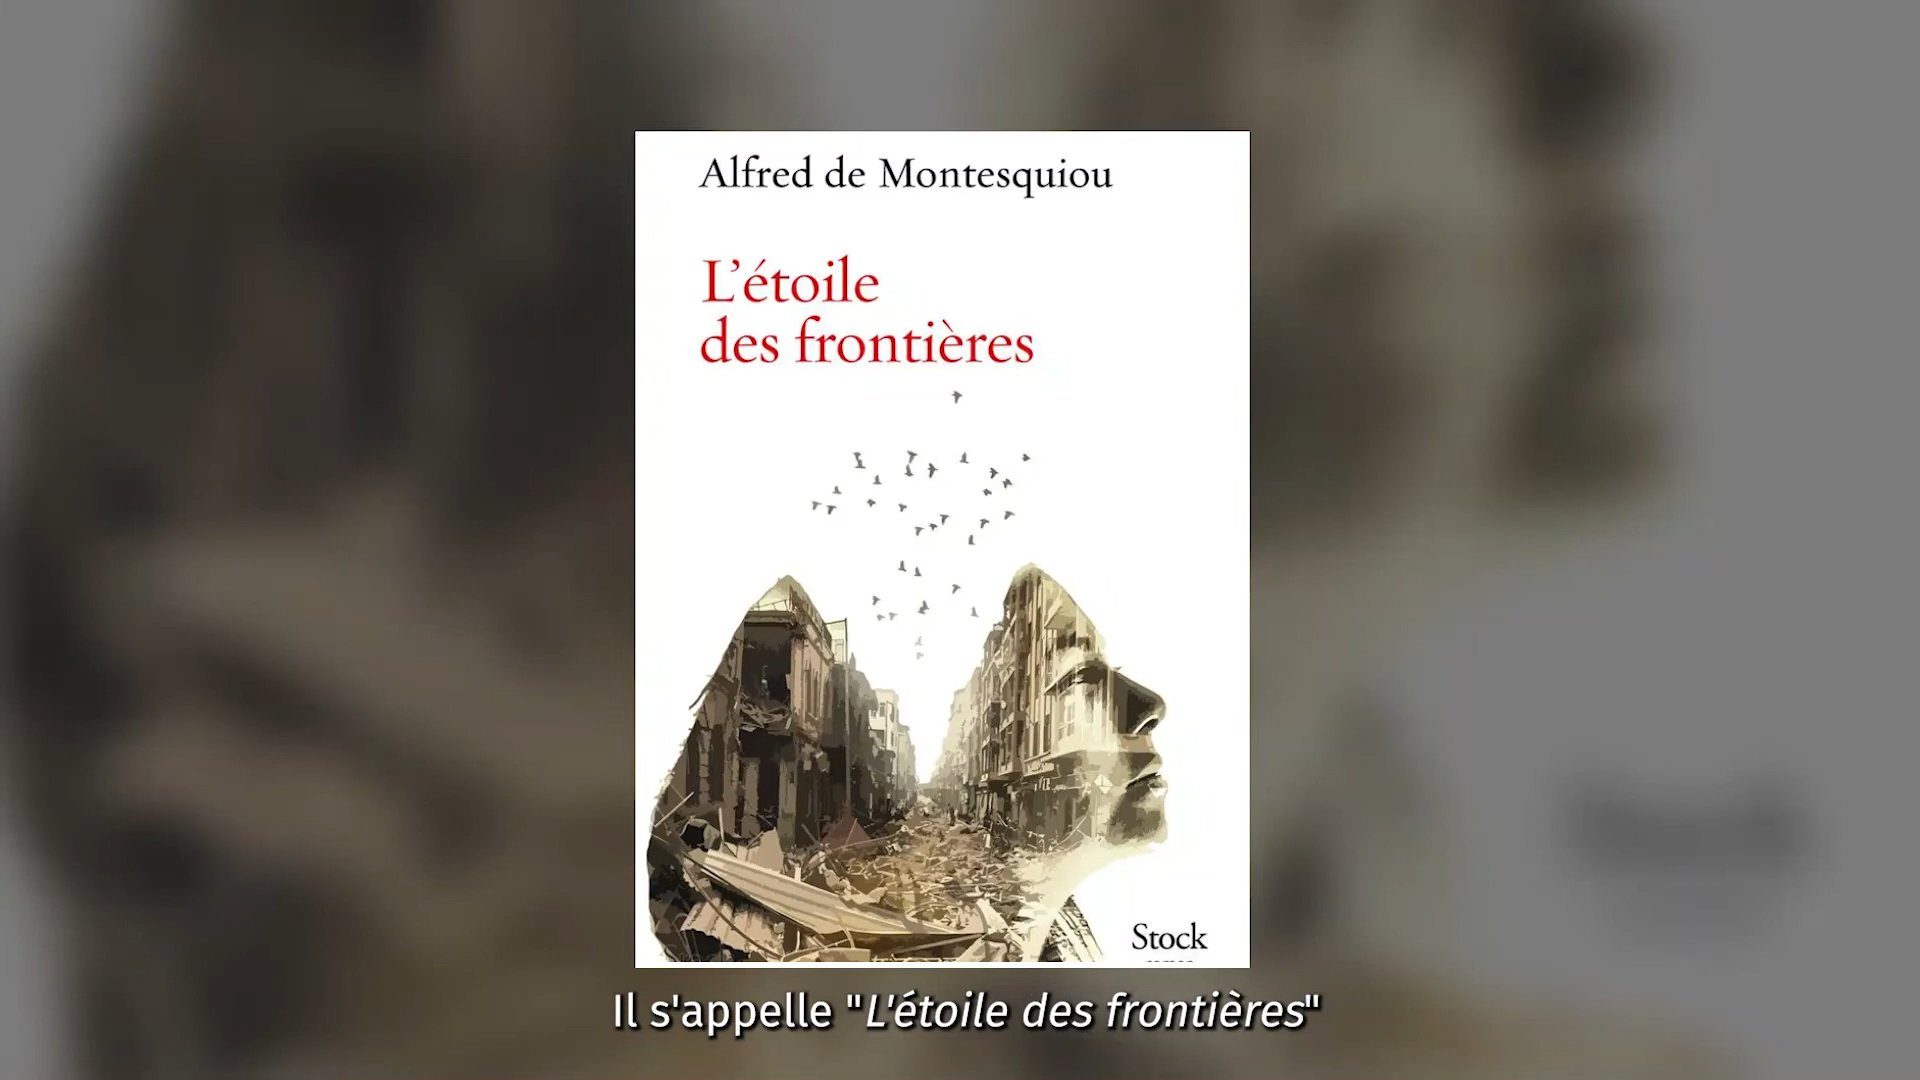 Alfred de Montesquiou
L’étoile
des frontières
Stock
Il s'appelle "L'étoile des frontières"